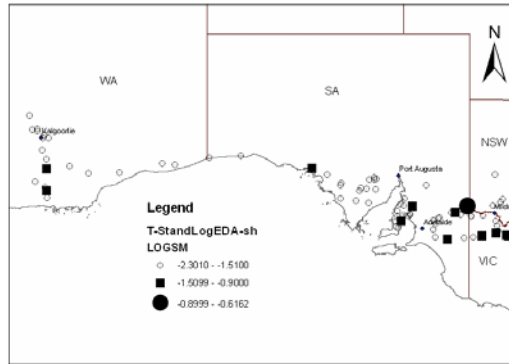 N
WA
SA
NSW
Kalgoorlie
Port Augusta
Adelaide
VIC
Legend
T-StandLogEDA-sh
LOGSM
-2.3010 - -1.5100
-1.5099 - -0.9000
-0.8999 - -0.6162